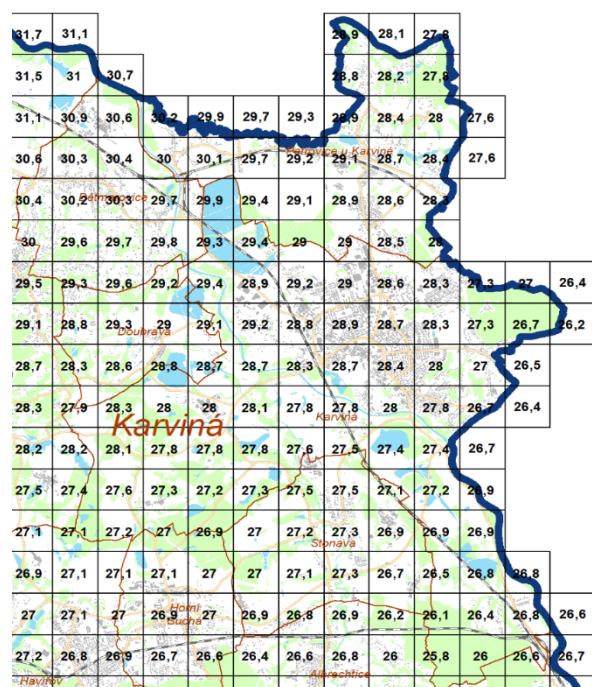 31,7 31,1 28,9 28,1 27,8
31,5 31 30,7 28,8 28,2 27,8
31,1 30,9 30,6 30,2 29,9 29,7 29,3 28,9 28,4 28 27,6
30,6 30,3 30,4 30 30,1 29,7 29,2 29,1 28,7 28,4 27,6
Petrovice u Karviné
30,4 30,2 30,3 29,7 29,9 29,4 29,1 28,9 28,6 28,3
Dětmarovice
30 29,6 29,7 29,8 29,3 29,4 29 29 28,5 28
29,5 29,3 29,6 29,2 29,4 28,9 29,2 29 28,6 28,3 27,3 27 26,4
29,1 28,8 29,3 29 29,1 29,2 28,8 28,9 28,7 28,3 27,3 26,7 26,2
Doubrava
28,7 28,3 28,6 28,8 28,7 28,7 28,3 28,7 28,4 28 27 26,5
28,3 27,9 28,3 28 28 28,1 27,8 27,8 28 27,8 26,7 26,4
Karviná
Karviná
28,2 28,2 28,1 27,8 27,8 27,8 27,6 27,5 27,4 27,4 26,7
27,5 27,4 27,6 27,3 27,2 27,3 27,5 27,5 27,1 27,2 26,9
27,1 27,1 27,2 27 26,9 27 27,2 27,3 26,9 26,9 26,9
Stonava
26,9 27,1 27,1 27,1 27 27 27,1 27,3 26,7 26,5 26,8 26,8
27 27,1 27 26,9 27 26,9 26,8 26,9 26,2 26,1 26,4 26,8 26,6
Horní
Suchá
27,2 26,8 26,9 26,7 26,6 26,4 26,6 26,8 26 25,8 26 26,6 26,7
Havířov
Albrechtice